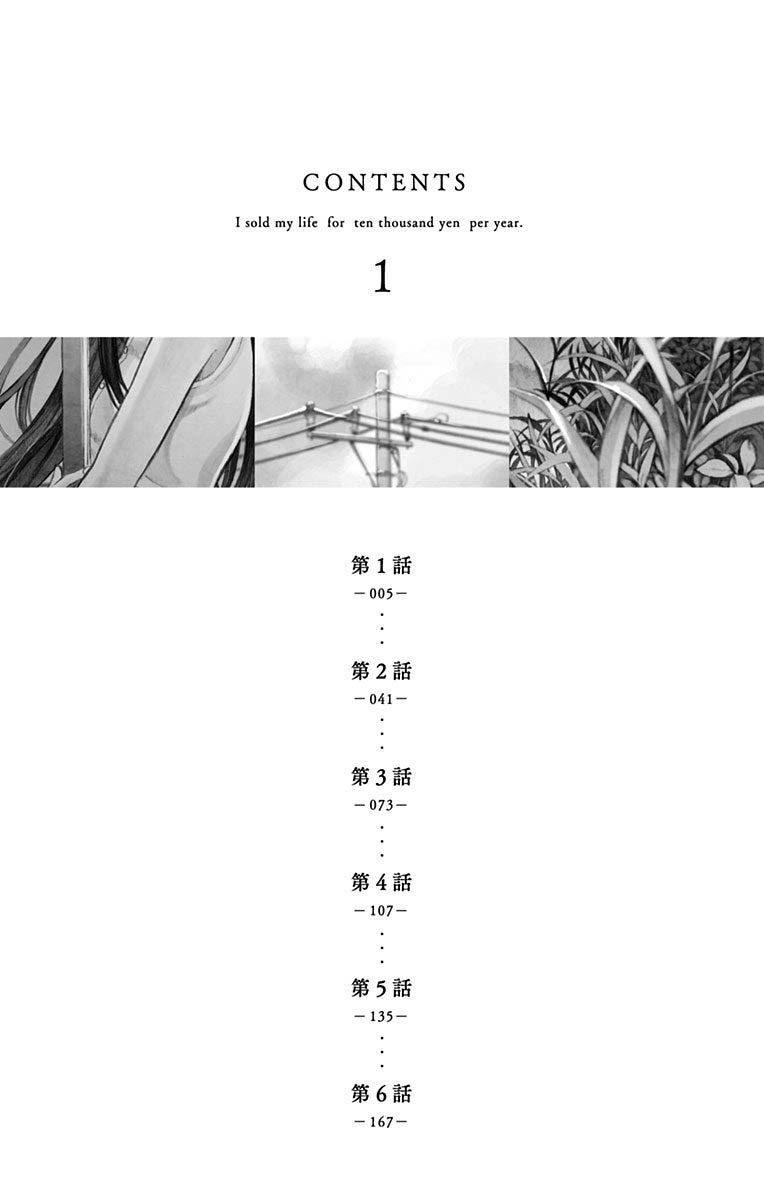 CONTENTS
I sold my life for ten thousand yen per year.
1
第1話
—005—
第2話
—041—
第3話
—073—
第4話
—107—
第5話
—135—
第6話
—167—